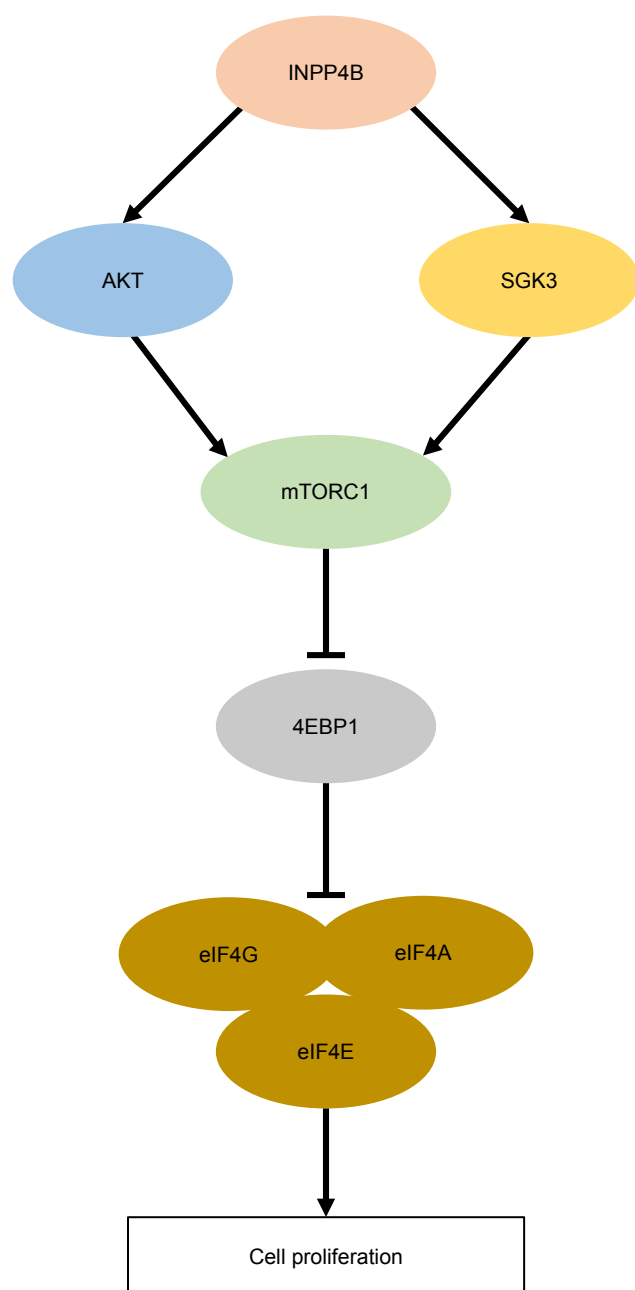 INPP4B
AKT
SGK3
mTORC1
4EBP1
eIF4G
eIF4A
eIF4E
Cell proliferation